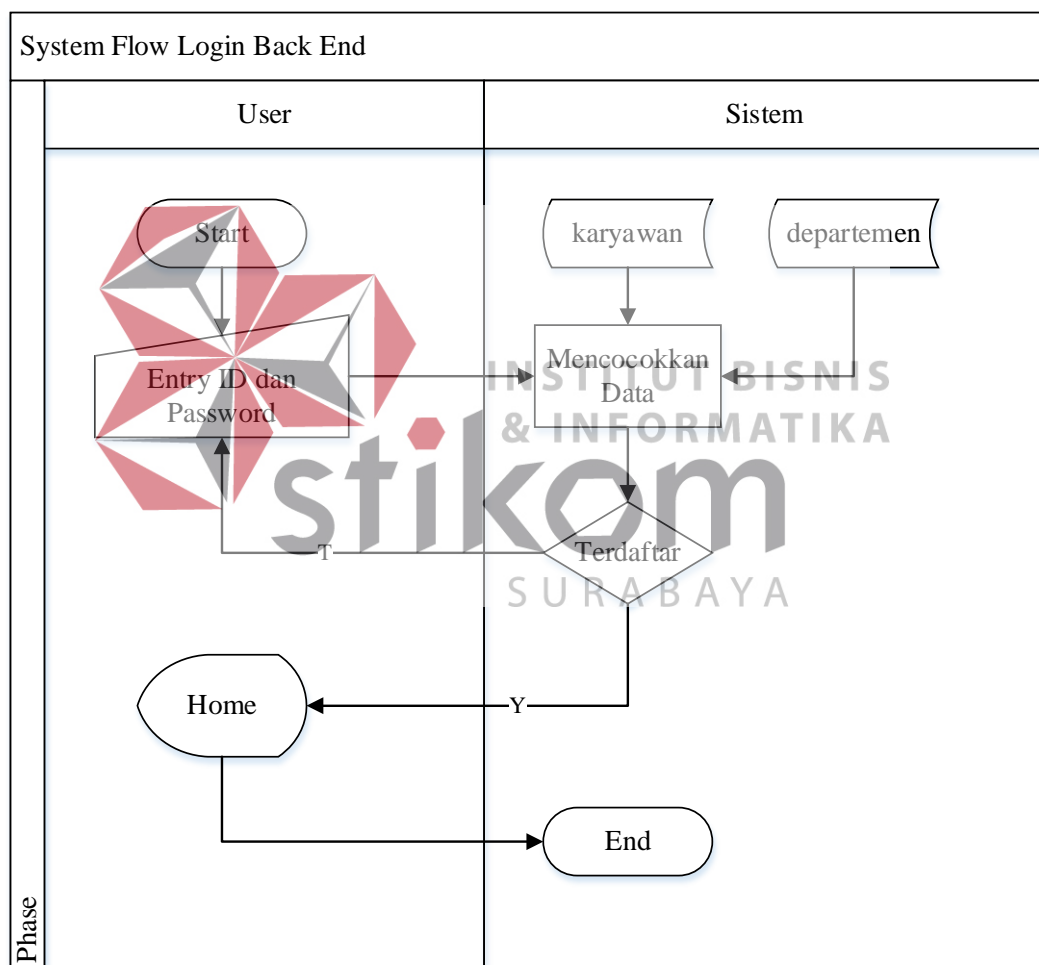 System Flow Login Back End
User
Sistem
Start
karyawan
departemen
Entry ID dan
Password
Mencocokkan
Data
INSTITUT BISNIS
& INFORMATIKA
stikom
SURABAYA
T
Terdaftar
Home
Y
End
Phase